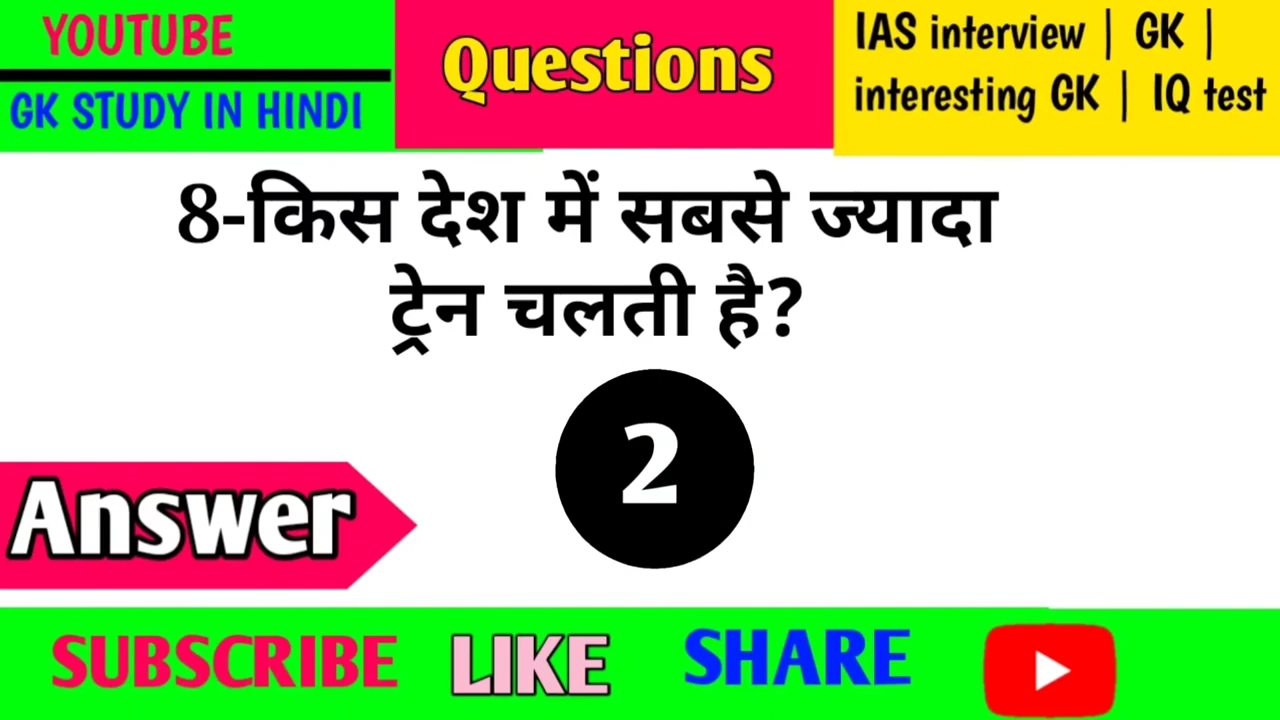 YOUTUBE
GK STUDY IN HINDI
Questions
IAS interview | GK |
interesting GK | IQ test
8-किस देश में सबसे ज्यादा
ट्रेन चलती है?
2
Answer
SUBSCRIBE
LIKE
SHARE